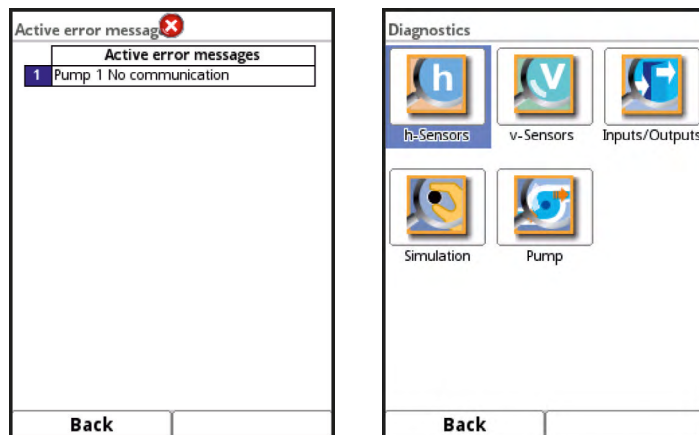 Active error messag
Active error messages
1 Pump 1 No communication
Back
Diagnostics
h
V
h-Sensors v-Sensors Inputs/Outputs
Simulation Pump
Back